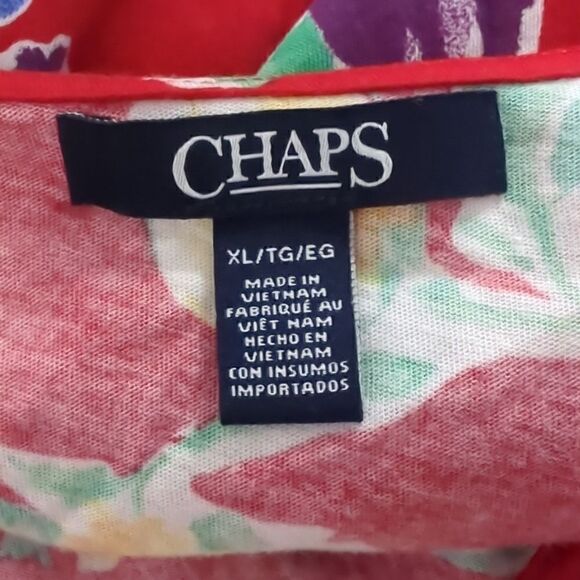 CHAPS
XL/TG/EG
MADE IN
VIETNAM
FABRIQUÉ AU
VIÊT NAM
HECHO EN
VIETNAM
CON INSUMOS
IMPORTADOS